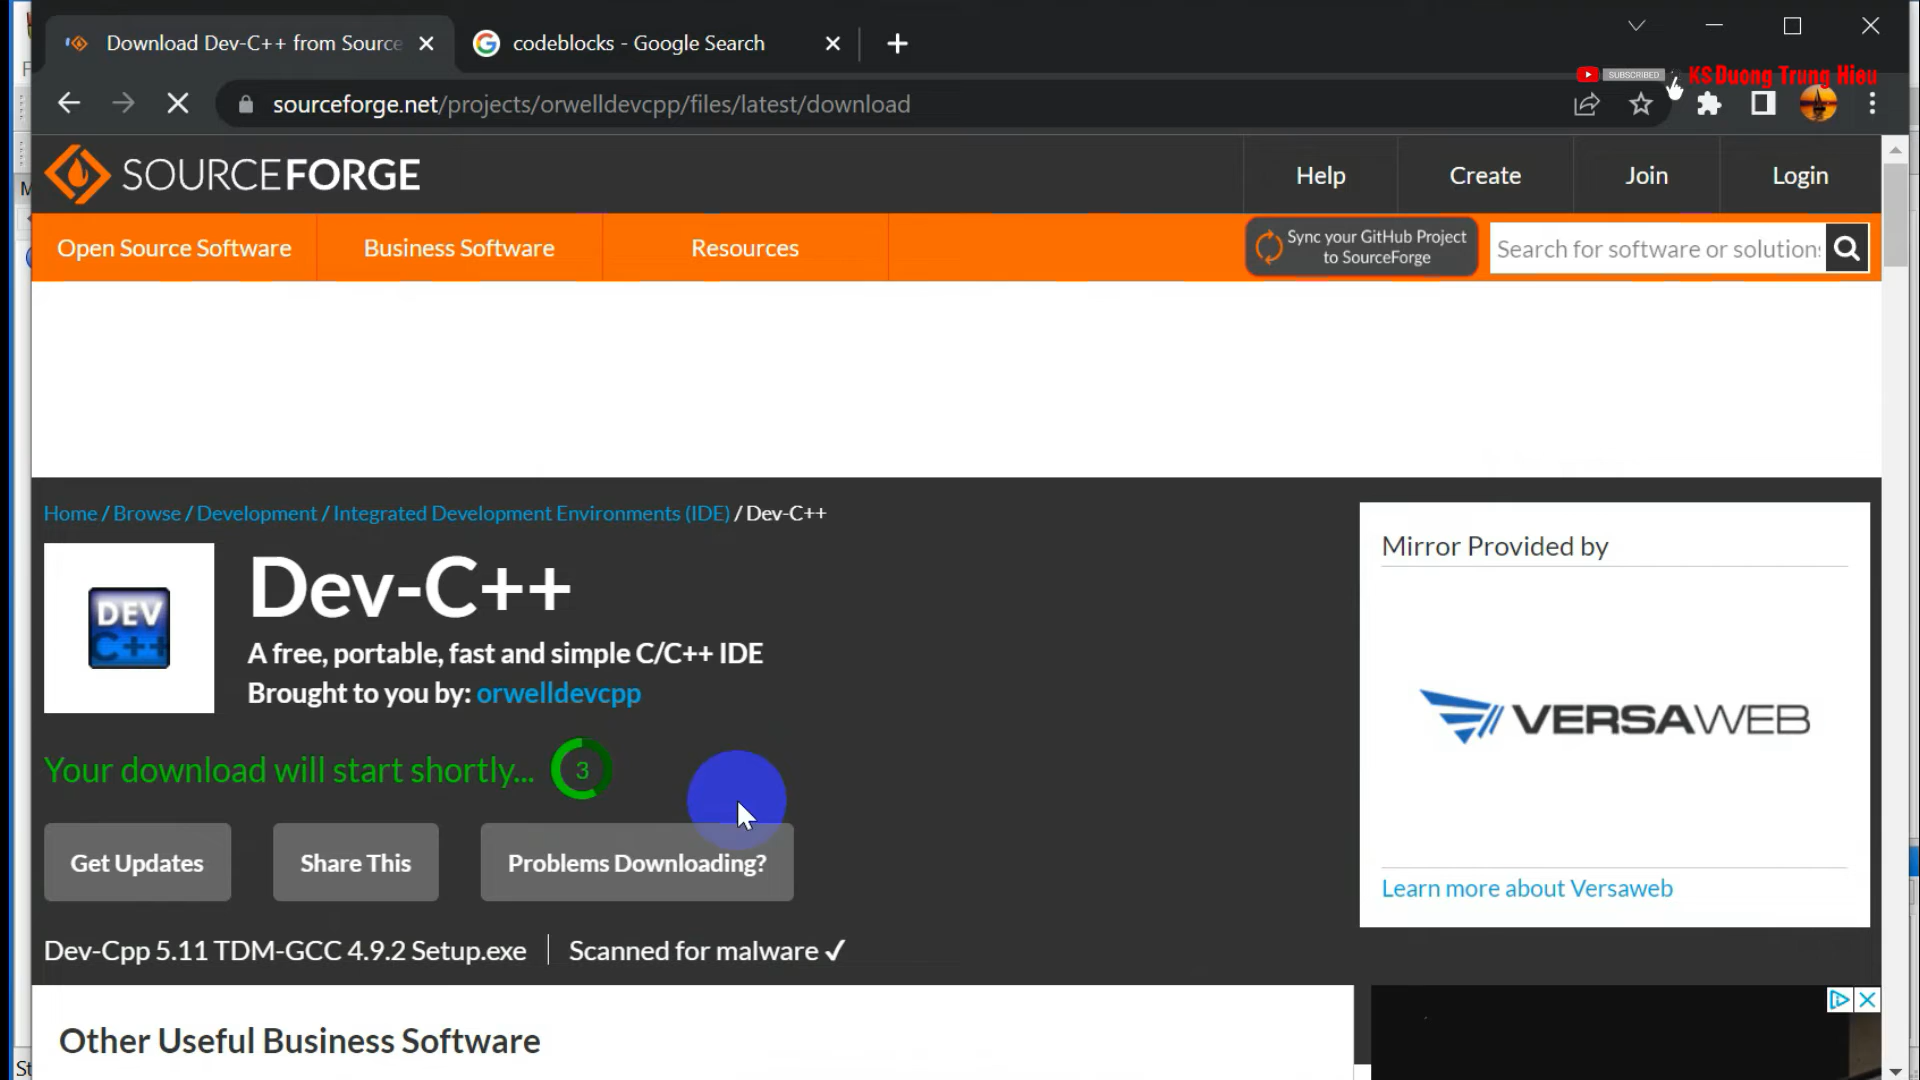 Download Dev-C++ from Source
codeblocks - Google Search
SUBSCRIBED
KS Duong Trung Hieu
sourceforge.net/projects/orwelldevcpp/files/latest/download
SOURCEFORGE
Help
Create
Join
Login
Open Source Software
Business Software
Resources
Sync your GitHub Project
to SourceForge
Search for software or solution
Home / Browse / Development / Integrated Development Environments (IDE) / Dev-C++
Mirror Provided by
DEV
C++
Dev-C++
A free, portable, fast and simple C/C++ IDE
Brought to you by: orwelldevcpp
VERSAWEB
Your download will start shortly... 3
Get Updates
Share This
Problems Downloading?
Learn more about Versaweb
Dev-Cpp 5.11 TDM-GCC 4.9.2 Setup.exe
Scanned for malware ✓
Other Useful Business Software
St